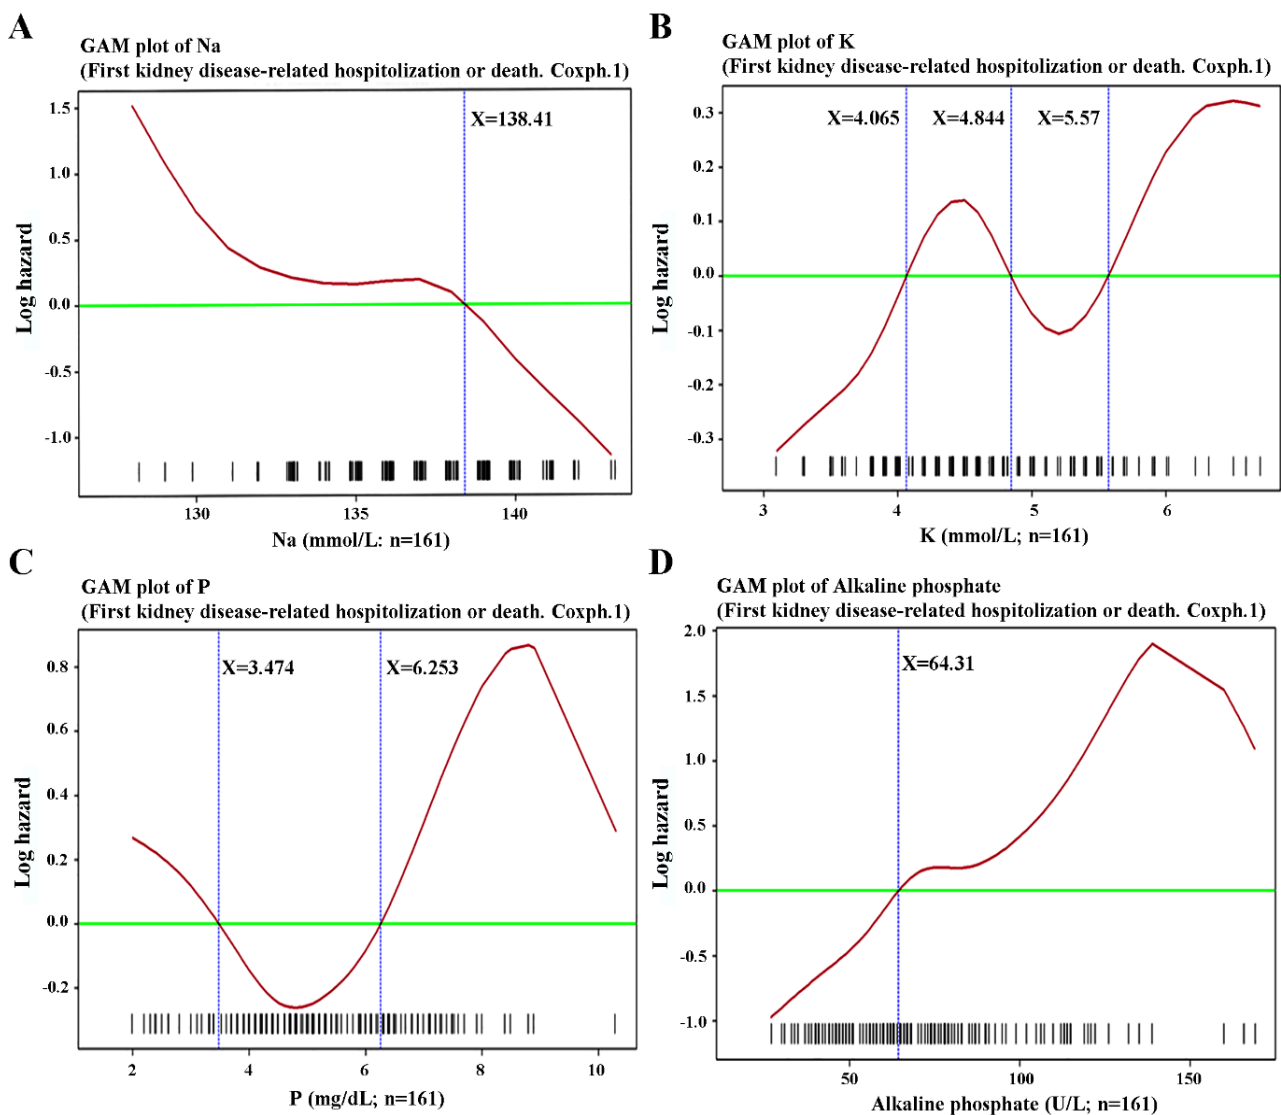 A
GAM plot of Na
(First kidney disease-related hospitolization or death. Coxph.1)
X=138.41
1.5
1.0
0.5
0.0
-0.5
-1.0
Log hazard
130
135
140
Na (mmol/L: n=161)
B
GAM plot of K
(First kidney disease-related hospitolization or death. Coxph.1)
X=4.065
X=4.844
X=5.57
0.3
0.2
0.1
0.0
-0.1
-0.2
-0.3
Log hazard
3
4
5
6
K (mmol/L; n=161)
C
GAM plot of P
(First kidney disease-related hospitolization or death. Coxph.1)
X=3.474
X=6.253
0.8
0.6
0.4
0.2
0.0
-0.2
Log hazard
2
4
6
8
10
P (mg/dL; n=161)
D
GAM plot of Alkaline phosphate
(First kidney disease-related hospitolization or death. Coxph.1)
X=64.31
2.0
1.5
1.0
0.5
0.0
-0.5
-1.0
Log hazard
50
100
150
Alkaline phosphate (U/L; n=161)